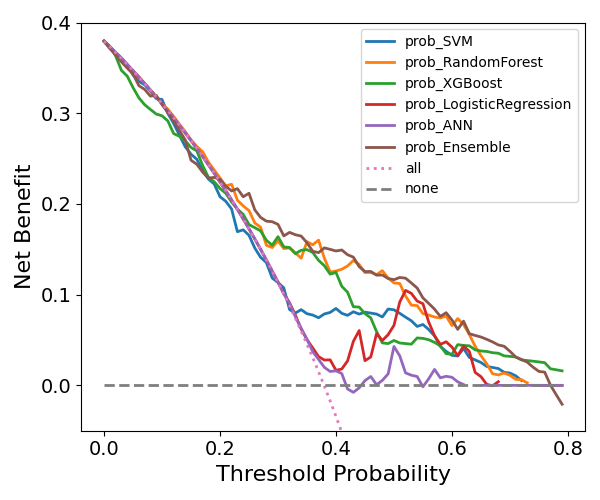 0.4
0.3
0.2
0.1
0.0
Net Benefit
prob_SVM
prob_RandomForest
prob_XGBoost
prob_LogisticRegression
prob_ANN
prob_Ensemble
all
none
0.0 0.2 0.4 0.6 0.8
Threshold Probability